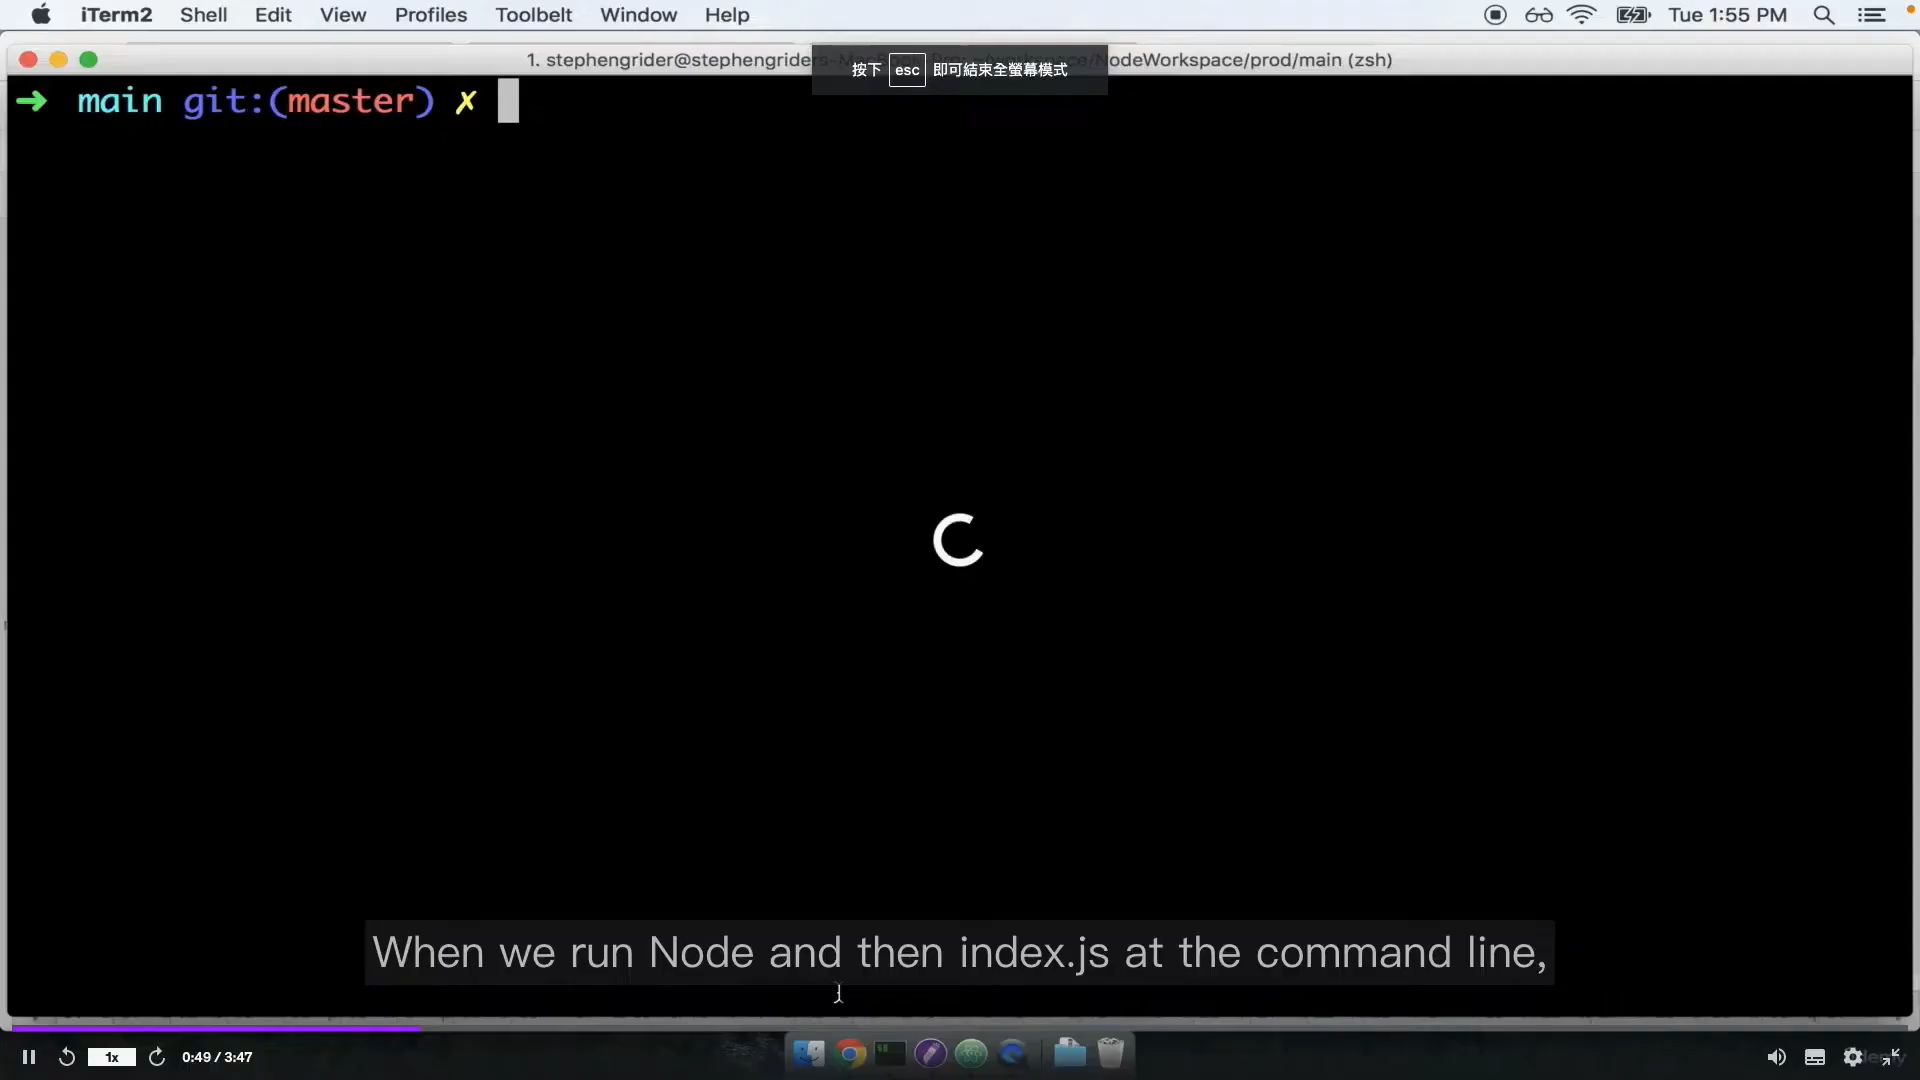 iTerm2 Shell Edit View Profiles Toolbelt Window Help Tue 1:55 PM
1. stephengrider@stephengriders- NodeWorkspace/prod/main (zsh)
按下 esc 即可結束全螢幕模式
➜ main git:(master) ✗
When we run Node and then index.js at the command line,
1x 0:49 / 3:47